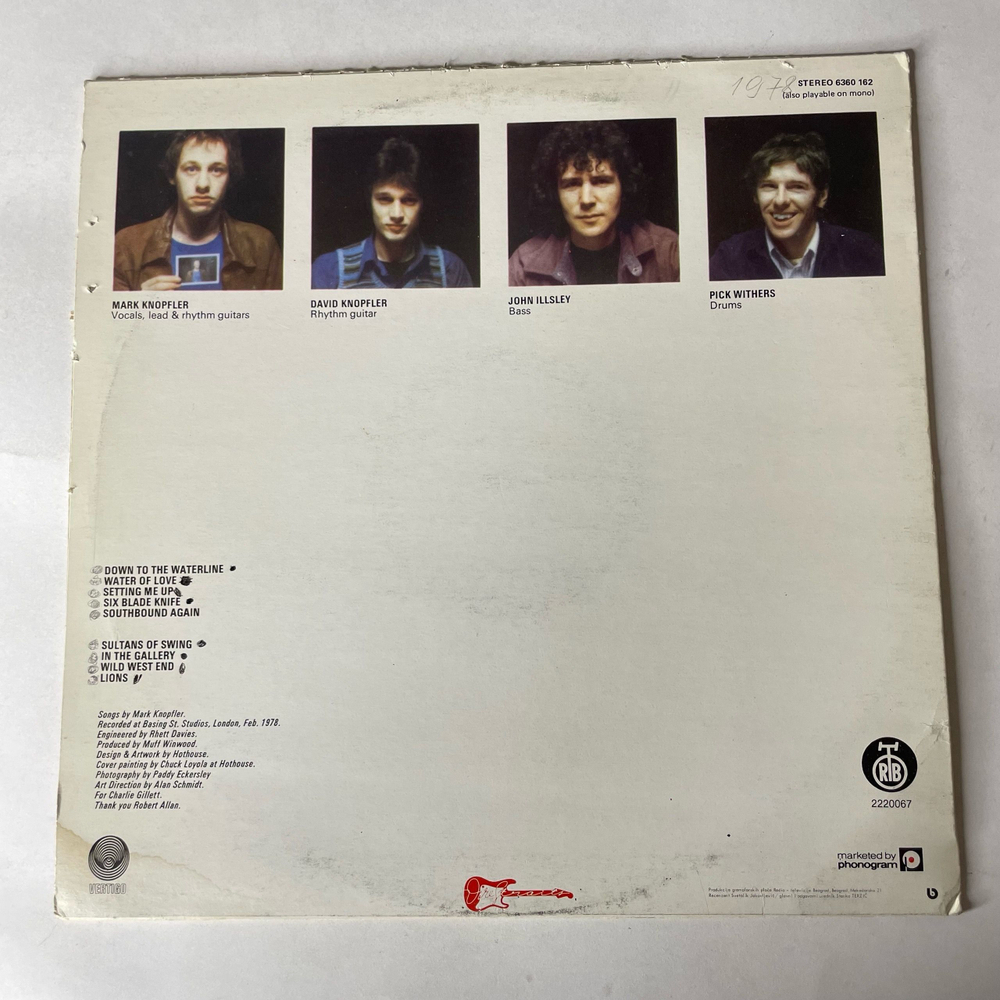 1978
STEREO 6360 162
(also playable on mono)
MARK KNOPFLER
Vocals, lead & rhythm guitars
DAVID KNOPFLER
Rhythm guitar
JOHN ILLSLEY
Bass
PICK WITHERS
Drums
DOWN TO THE WATERLINE
WATER OF LOVE
SETTING ME UP
SIX BLADE KNIFE
SOUTHBOUND AGAIN
SULTANS OF SWING
IN THE GALLERY
WILD WEST END
LIONS
Songs by Mark Knopfler.
Recorded at Basing St. Studios, London, Feb. 1978.
Engineered by Rhett Davies.
Produced by Muff Winwood.
Design & Artwork by Hothouse.
Cover painting by Chuck Loyola at Hothouse.
Photography by Paddy Eckersley
Art Direction by Alan Schmidt.
For Charlie Gillett.
Thank you Robert Allan.
RTB
2220067
VERTIGO
marketed by
phonogram